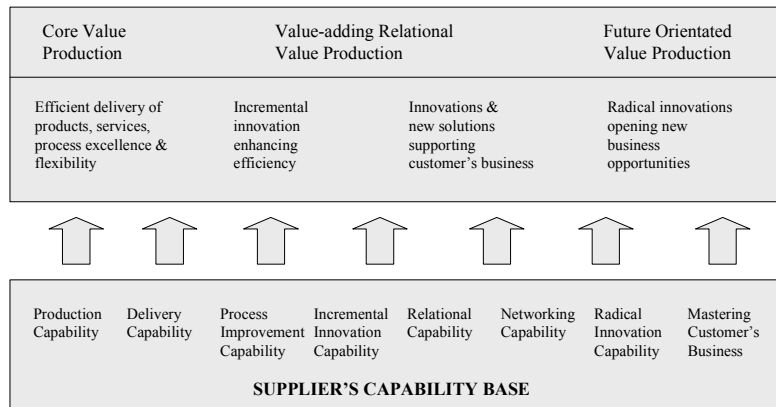 Core Value
Production
Value-adding Relational
Value Production
Future Orientated
Value Production
Efficient delivery of
products, services,
process excellence &
flexibility
Incremental
innovation
enhancing
efficiency
Innovations &
new solutions
supporting
customer's business
Radical innovations
opening new
business
opportunities
Production
Capability
Delivery
Capability
Process
Improvement
Capability
Incremental
Innovation
Capability
Relational
Capability
Networking
Capability
Radical
Innovation
Capability
Mastering
Customer's
Business
SUPPLIER'S CAPABILITY BASE